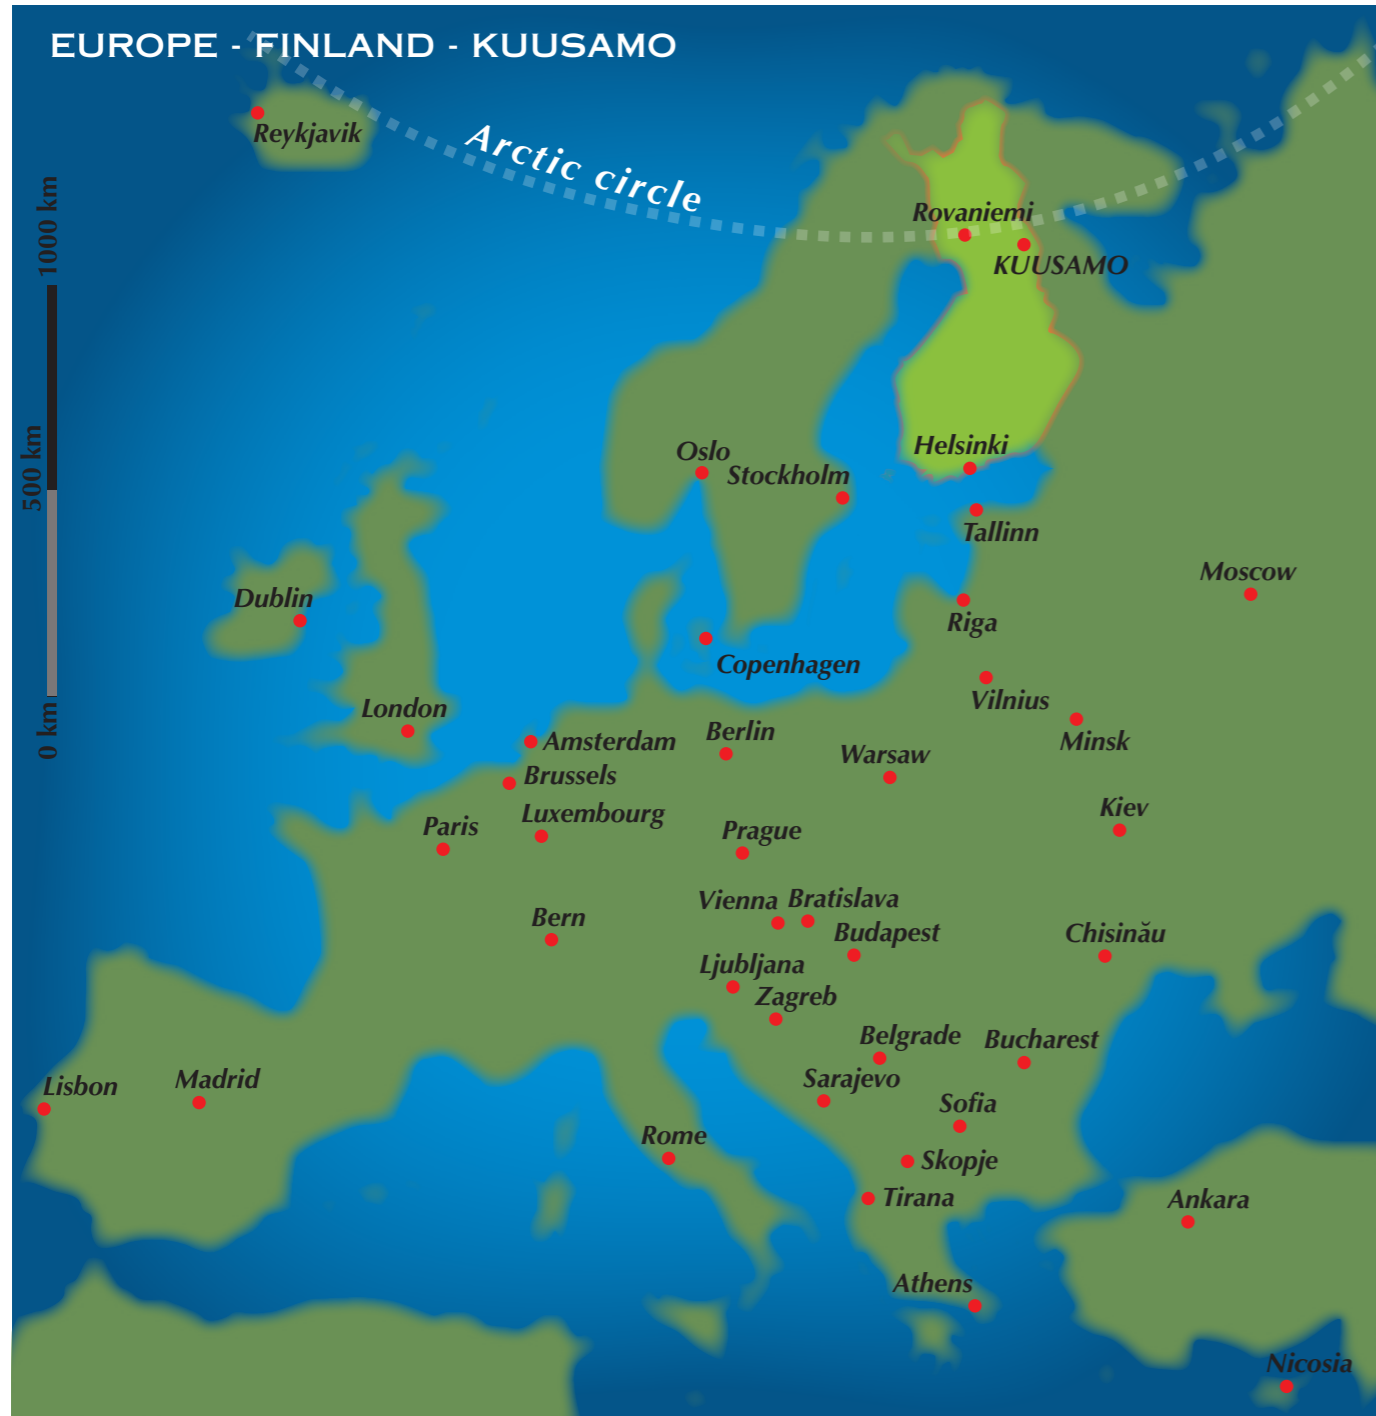 EUROPE - FINLAND - KUUSAMO
Reykjavik
Arctic circle
1000 km
500 km
0 km
Rovaniemi
KUUSAMO
Helsinki
Oslo
Stockholm
Tallinn
Moscow
Dublin
Riga
Copenhagen
Vilnius
London
Amsterdam
Berlin
Minsk
Warsaw
Brussels
Luxembourg
Kiev
Paris
Prague
Vienna
Bratislava
Bern
Budapest
Chisinău
Ljubljana
Zagreb
Belgrade
Bucharest
Lisbon
Madrid
Sarajevo
Sofia
Rome
Skopje
Tirana
Ankara
Athens
Nicosia